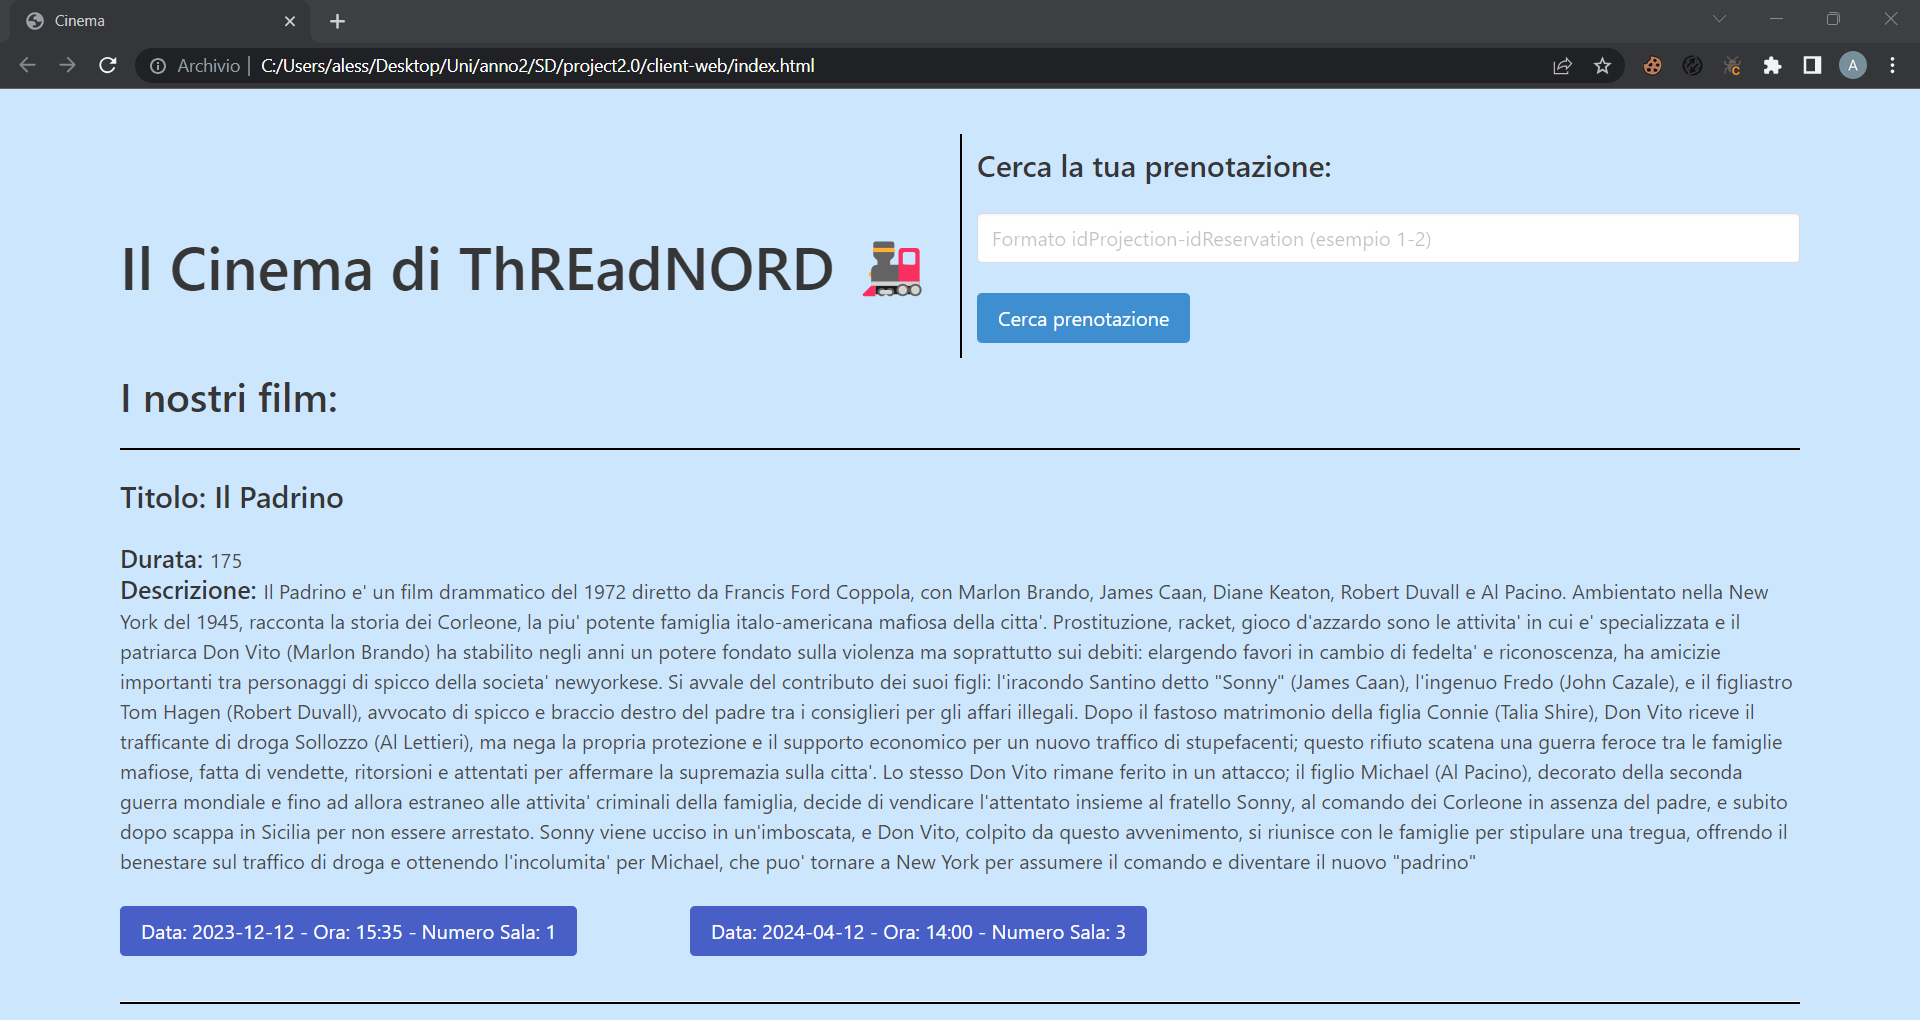 Cinema
Archivio | C:/Users/aless/Desktop/Uni/anno2/SD/project2.0/client-web/index.html
A
Il Cinema di ThREadNORD 🚂
Cerca la tua prenotazione:
Formato idProjection-idReservation (esempio 1-2)
Cerca prenotazione
I nostri film:
Titolo: Il Padrino
Durata: 175
Descrizione: Il Padrino e' un film drammatico del 1972 diretto da Francis Ford Coppola, con Marlon Brando, James Caan, Diane Keaton, Robert Duvall e Al Pacino. Ambientato nella New
York del 1945, racconta la storia dei Corleone, la piu' potente famiglia italo-americana mafiosa della citta'. Prostituzione, racket, gioco d'azzardo sono le attivita' in cui e' specializzata e il
patriarca Don Vito (Marlon Brando) ha stabilito negli anni un potere fondato sulla violenza ma soprattutto sui debiti: elargendo favori in cambio di fedelta' e riconoscenza, ha amicizie
importanti tra personaggi di spicco della societa' newyorkese. Si avvale del contributo dei suoi figli: l'iracondo Santino detto "Sonny" (James Caan), l'ingenuo Fredo (John Cazale), e il figliastro
Tom Hagen (Robert Duvall), avvocato di spicco e braccio destro del padre tra i consiglieri per gli affari illegali. Dopo il fastoso matrimonio della figlia Connie (Talia Shire), Don Vito riceve il
trafficante di droga Sollozzo (Al Lettieri), ma nega la propria protezione e il supporto economico per un nuovo traffico di stupefacenti; questo rifiuto scatena una guerra feroce tra le famiglie
mafiose, fatta di vendette, ritorsioni e attentati per affermare la supremazia sulla citta'. Lo stesso Don Vito rimane ferito in un attacco; il figlio Michael (Al Pacino), decorato della seconda
guerra mondiale e fino ad allora estraneo alle attivita' criminali della famiglia, decide di vendicare l'attentato insieme al fratello Sonny, al comando dei Corleone in assenza del padre, e subito
dopo scappa in Sicilia per non essere arrestato. Sonny viene ucciso in un'imboscata, e Don Vito, colpito da questo avvenimento, si riunisce con le famiglie per stipulare una tregua, offrendo il
benestare sul traffico di droga e ottenendo l'incolumita' per Michael, che puo' tornare a New York per assumere il comando e diventare il nuovo "padrino"
Data: 2023-12-12 - Ora: 15:35 - Numero Sala: 1
Data: 2024-04-12 - Ora: 14:00 - Numero Sala: 3